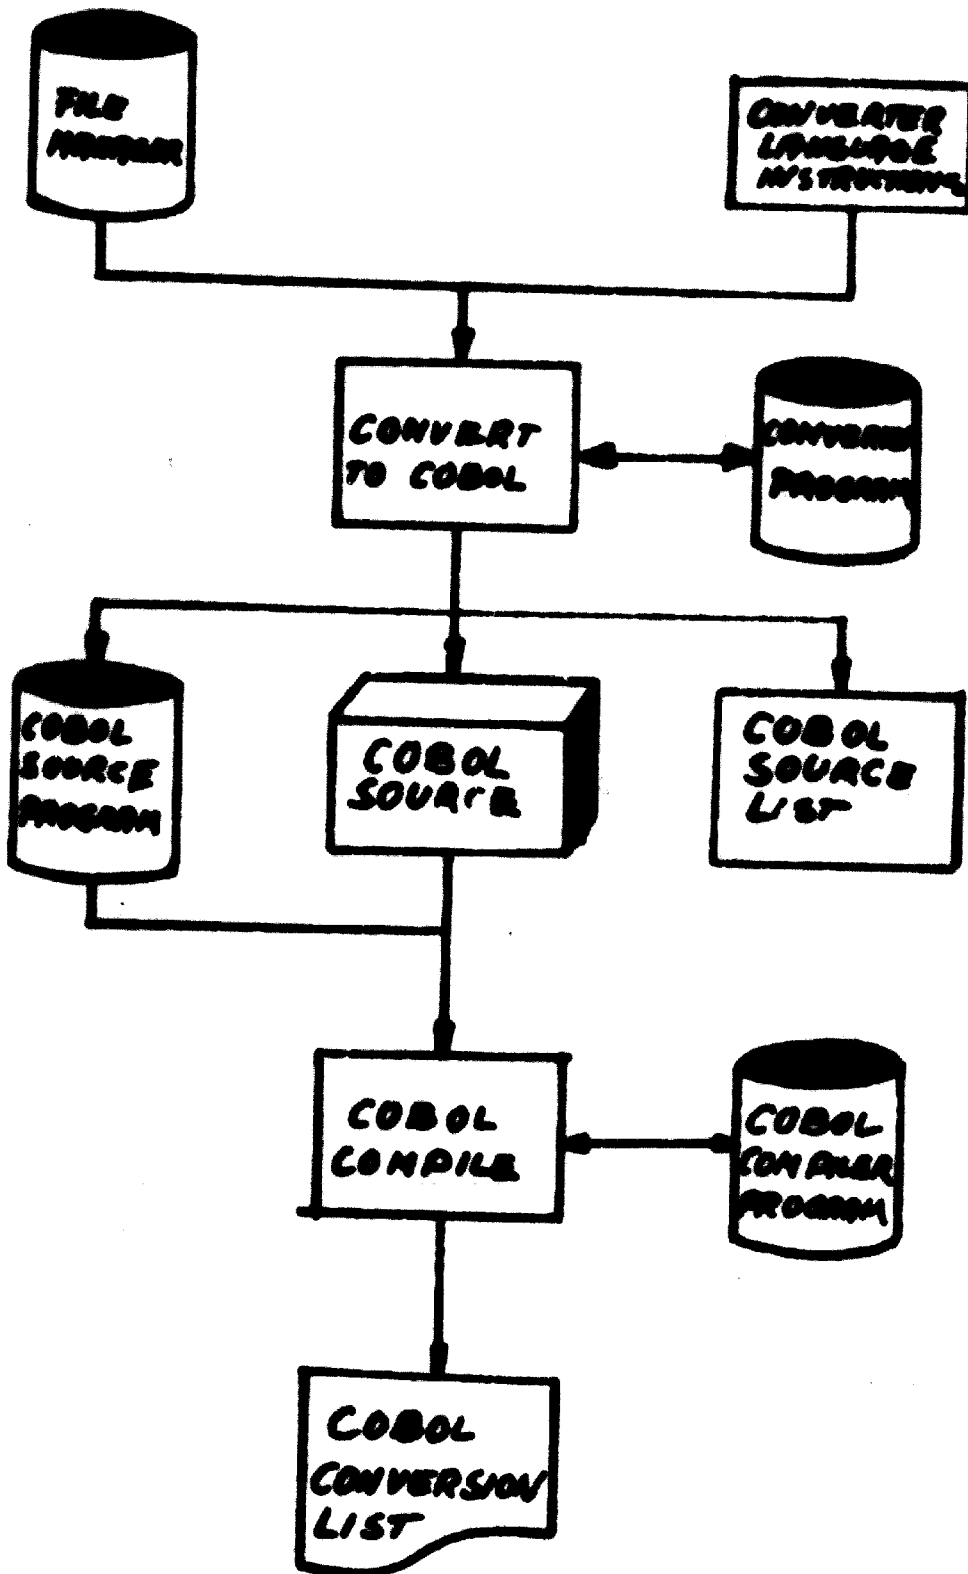 FILE
MANAGER
CONVERTER
LANGUAGE
INSTRUCTIONS
CONVERT
TO COBOL
CONVERTER
PROGRAM
COBOL
SOURCE
PROGRAM
COBOL
SOURCE
COBOL
SOURCE
LIST
COBOL
COMPILE
COBOL
COMPILER
PROGRAM
COBOL
CONVERSION
LIST